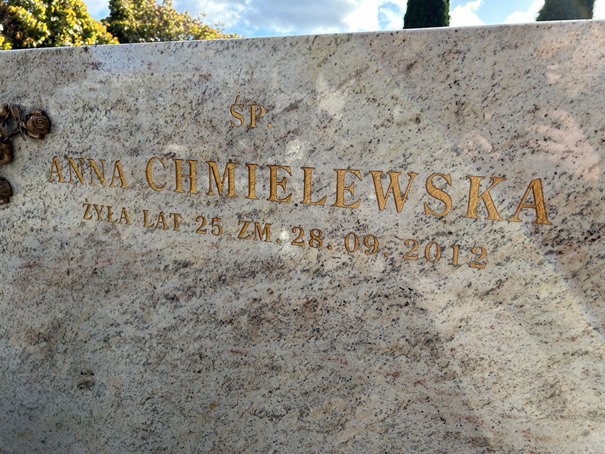 ŚP.
ANNA CHMIELEWSKA
ŻYŁA LAT 25 ZM. 28. 09. 2012